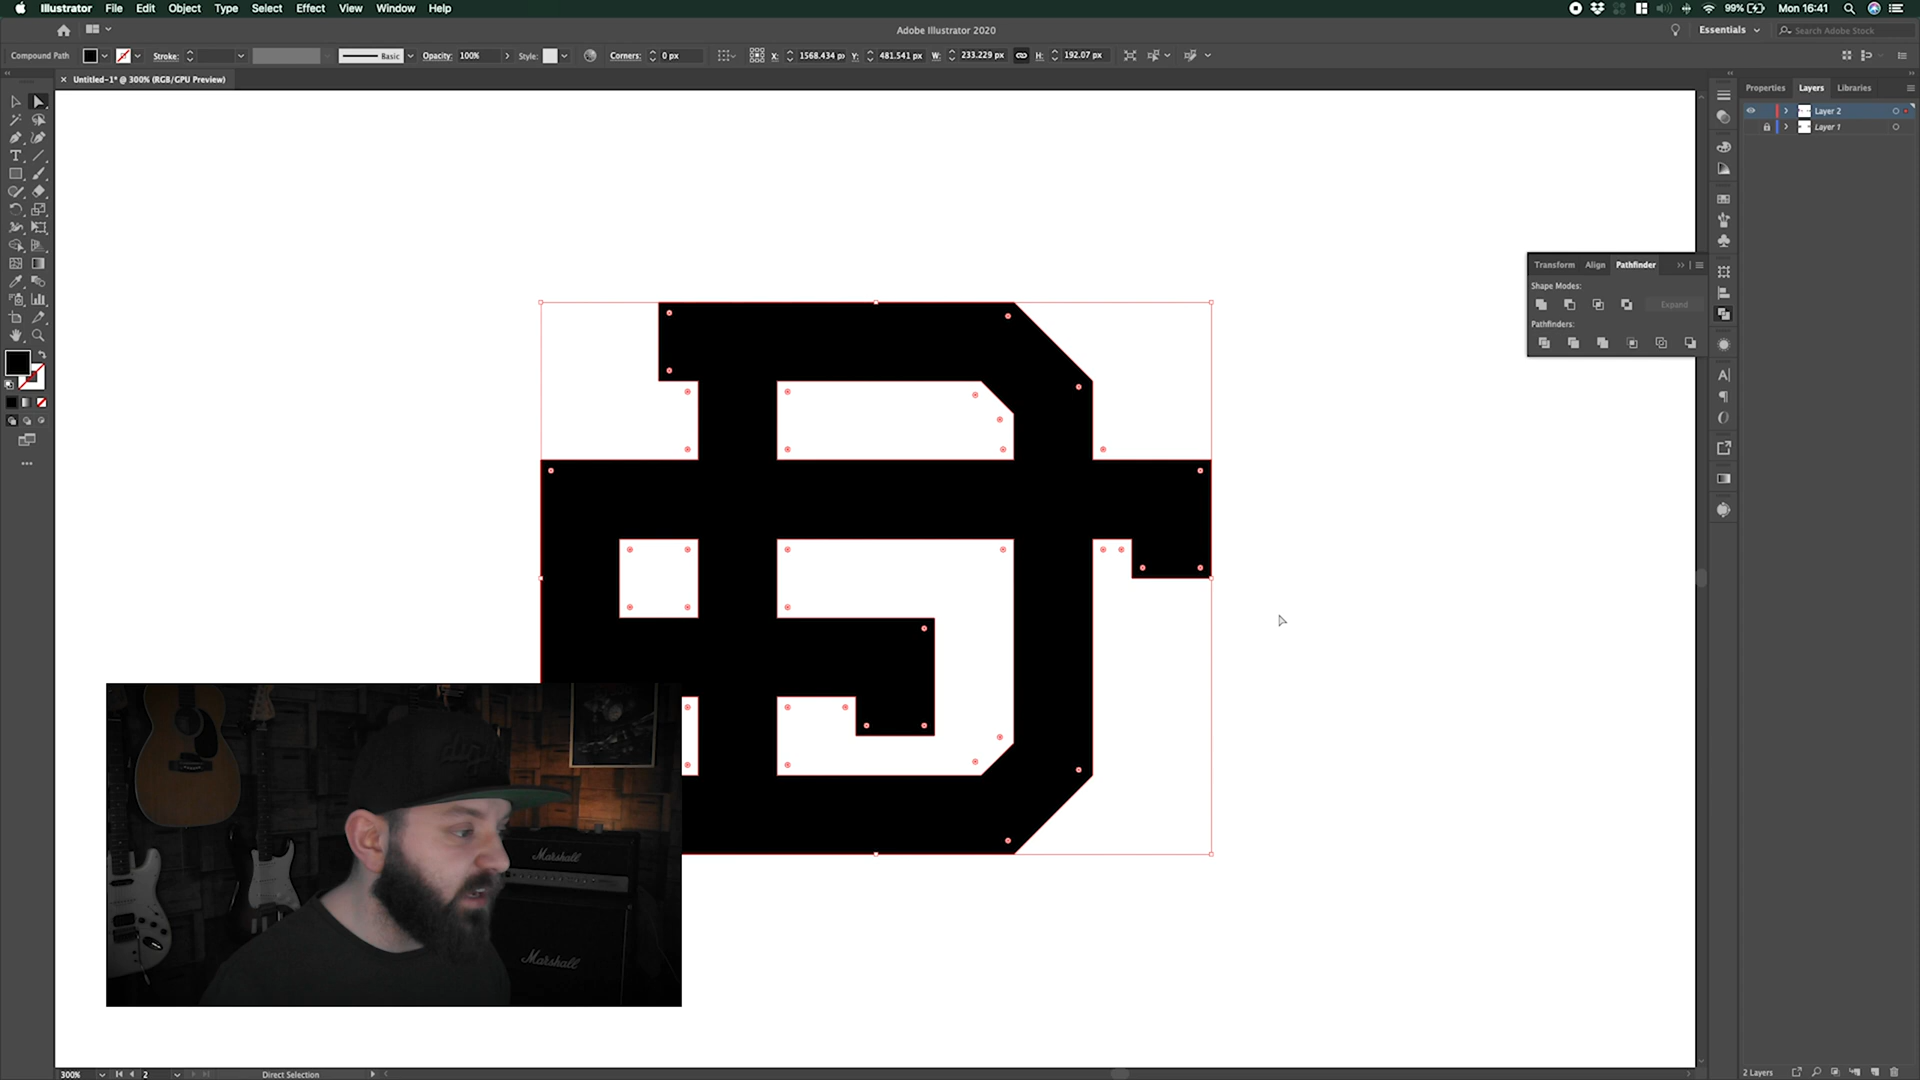 Illustrator File Edit Object Type Select Effect View Window Help 99% Mon 16:41
Adobe Illustrator 2020 Essentials Search Adobe Stock
Compound Path Stroke: Basic Opacity: 100% Style: Corners: 0 px X: 1568.434 px Y: 481.541 px W: 233.229 px H: 192.07 px
× Untitled-1* @ 300% (RGB/GPU Preview)
Properties Layers Libraries
Layer 2
Layer 1
Transform Align Pathfinder
Shape Modes:
Expand
Pathfinders:
Marshall
Marshall
300% 2 Direct Selection 2 Layers